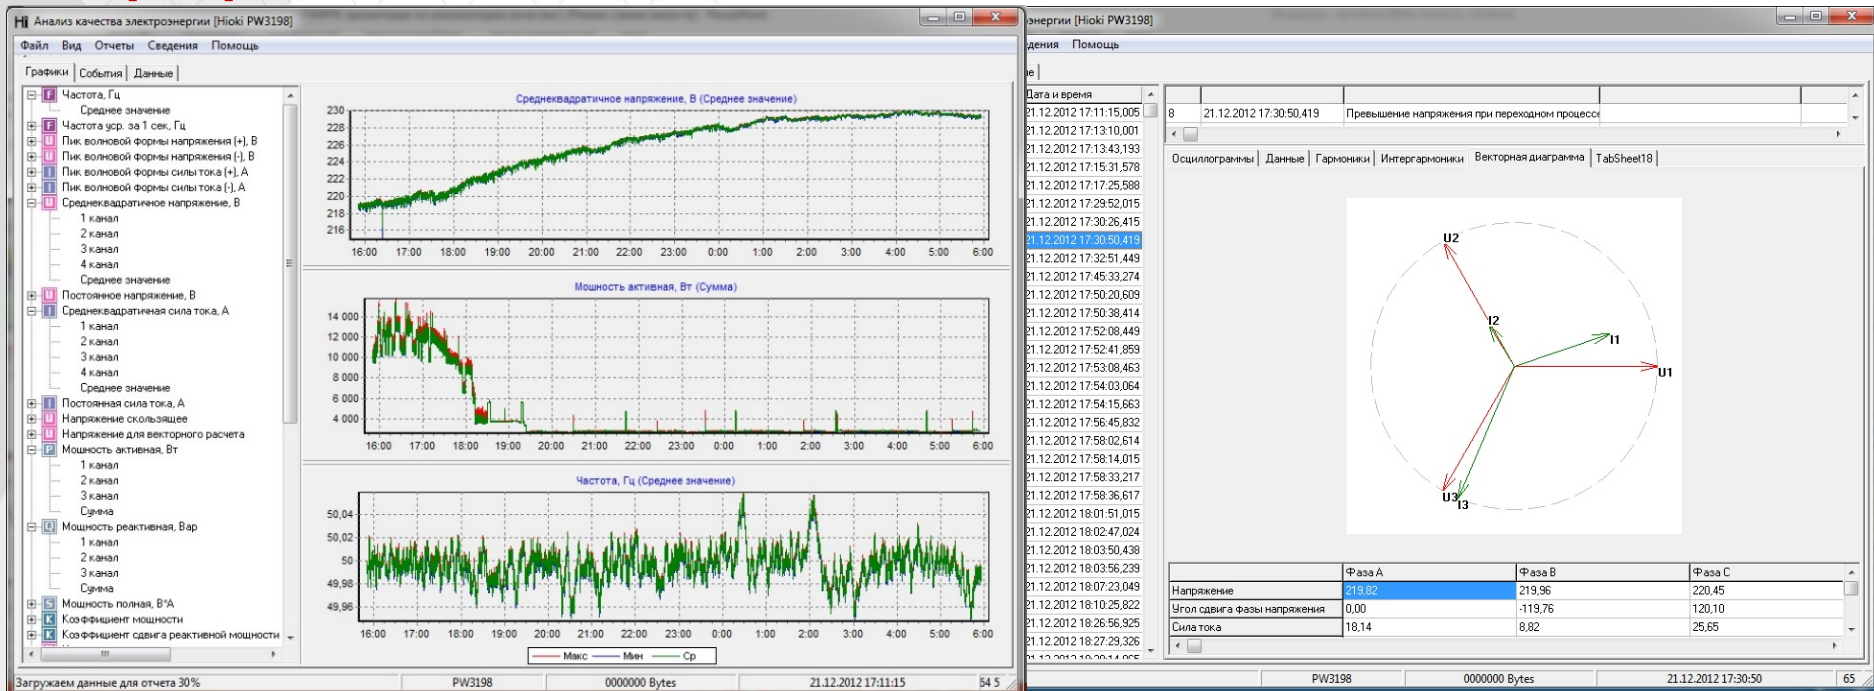 Анализ качества электроэнергии [Hioki PW3198]
Файл Вид Отчеты Сведения Помощь
Графики События Данные
Частота, Гц
Среднее значение
Частота уср. за 1 сек, Гц
Пик волновой формы напряжения (+), В
Пик волновой формы напряжения (-), В
Пик волновой формы силы тока (+), А
Пик волновой формы силы тока (-), А
Среднеквадратичное напряжение, В
1 канал
2 канал
3 канал
4 канал
Среднее значение
Постоянное напряжение, В
Среднеквадратичная сила тока, А
1 канал
2 канал
3 канал
4 канал
Среднее значение
Постоянная сила тока, А
Напряжение скользящее
Напряжение для векторного расчета
Мошность активная, Вт
1 канал
2 канал
3 канал
Сумма
Мощность реактивная, Вар
1 канал
2 канал
3 канал
Сумма
Мощность полная, В*А
Коэффициент мощности
Коэффициент сдвига реактивной мощности
Среднеквадратичное напряжение, В (Среднее значение)
230
228
226
224
222
220
218
216
16:00 17:00 18:00 19:00 20:00 21:00 22:00 23:00 0:00 1:00 2:00 3:00 4:00 5:00 6:00
Мошность активная, Вт (Сумма)
14 000
12 000
10 000
8 000
6 000
4 000
16:00 17:00 18:00 19:00 20:00 21:00 22:00 23:00 0:00 1:00 2:00 3:00 4:00 5:00 6:00
Частота, Гц (Среднее значение)
50,04
50,02
50
49,98
49,96
16:00 17:00 18:00 19:00 20:00 21:00 22:00 23:00 0:00 1:00 2:00 3:00 4:00 5:00 6:00
Макс Мин Ср
Загружаем данные для отчета 30% PW3198 0000000 Bytes 21.12.2012 17:11:15 64 5
энергии [Hioki PW3198]
дения Помощь
Дата и время
21.12.2012 17:11:15,005
21.12.2012 17:13:10,001
21.12.2012 17:13:43,193
21.12.2012 17:15:31,578
21.12.2012 17:17:25,588
21.12.2012 17:29:52,015
21.12.2012 17:30:26,415
21.12.2012 17:30:50,419
21.12.2012 17:32:51,449
21.12.2012 17:45:33,274
21.12.2012 17:50:20,609
21.12.2012 17:50:38,414
21.12.2012 17:52:08,449
21.12.2012 17:52:41,859
21.12.2012 17:53:08,463
21.12.2012 17:54:03,064
21.12.2012 17:54:15,663
21.12.2012 17:56:45,832
21.12.2012 17:58:02,614
21.12.2012 17:58:14,015
21.12.2012 17:58:33,217
21.12.2012 17:58:36,617
21.12.2012 18:01:51,015
21.12.2012 18:02:47,024
21.12.2012 18:03:50,438
21.12.2012 18:03:56,239
21.12.2012 18:07:23,049
21.12.2012 18:10:25,822
21.12.2012 18:26:56,925
21.12.2012 18:27:29,326
8 21.12.2012 17:30:50,419 Превышение напряжения при переходном процессе
Осциллограммы Данные Гармоники Интергармоники Векторная диаграмма TabSheet18
U2
I2
I1
U1
U3
I3
Фаза А Фаза В Фаза С
Напряжение 219,82 219,96 220,45
Угол сдвига фазы напряжения 0,00 -119,76 120,10
Сила тока 18,14 8,82 25,65
PW3198 0000000 Bytes 21.12.2012 17:30:50 65